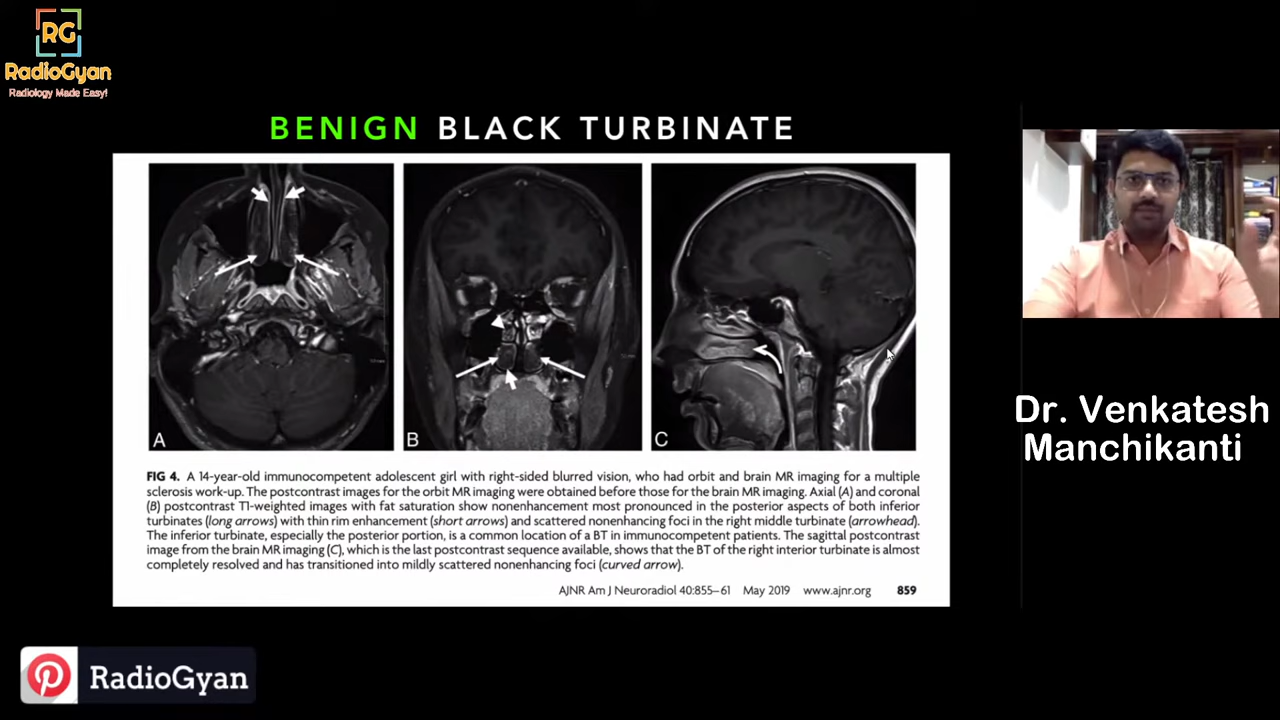 RG
RadioGyan
Radiology Made Easy!
BENIGN BLACK TURBINATE
A
B
C
FIG 4. A 14-year-old immunocompetent adolescent girl with right-sided blurred vision, who had orbit and brain MR imaging for a multiple
sclerosis work-up. The postcontrast images for the orbit MR imaging were obtained before those for the brain MR imaging. Axial (A) and coronal
(B) postcontrast T1-weighted images with fat saturation show nonenhancement most pronounced in the posterior aspects of both inferior
turbinates (long arrows) with thin rim enhancement (short arrows) and scattered nonenhancing foci in the right middle turbinate (arrowhead).
The inferior turbinate, especially the posterior portion, is a common location of a BT in immunocompetent patients. The sagittal postcontrast
image from the brain MR imaging (C), which is the last postcontrast sequence available, shows that the BT of the right interior turbinate is almost
completely resolved and has transitioned into mildly scattered nonenhancing foci (curved arrow).
AJNR Am J Neuroradiol 40:855–61 May 2019 www.ajnr.org 859
Dr. Venkatesh
Manchikanti
RadioGyan